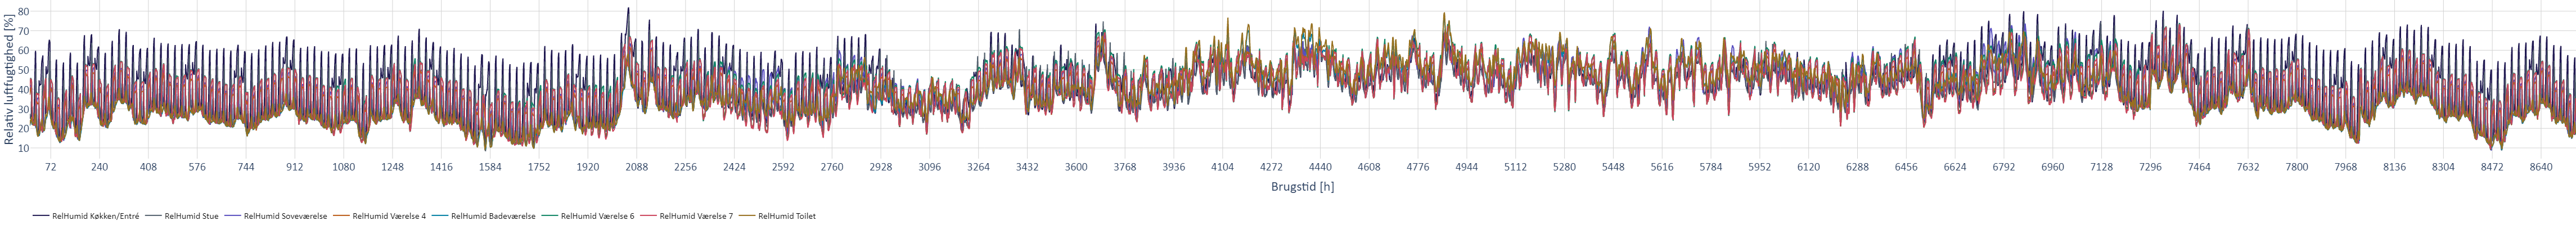 Relativ luftfugtighed [%]
80
70
60
50
40
30
20
10
72 240 408 576 744 912 1080 1248 1416 1584 1752 1920 2088 2256 2424 2592 2760 2928 3096 3264 3432 3600 3768 3936 4104 4272 4440 4608 4776 4944 5112 5280 5448 5616 5784 5952 6120 6288 6456 6624 6792 6960 7128 7296 7464 7632 7800 7968 8136 8304 8472 8640
Brugstid [h]
RelHumid Køkken/Entré RelHumid Stue RelHumid Soveværelse RelHumid Værelse 4 RelHumid Badeværelse RelHumid Værelse 6 RelHumid Værelse 7 RelHumid Toilet